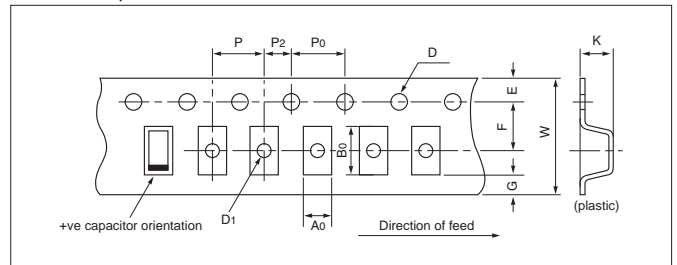 P P2 P0 D K
E
F
W
B0
G
D1
A0
+ve capacitor orientation
Direction of feed
(plastic)